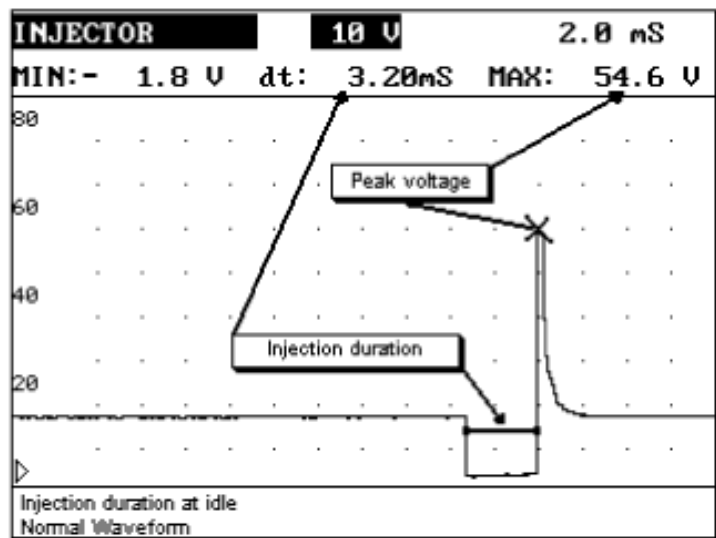 INJECTOR 10 V 2.0 mS
MIN:- 1.8 V dt: 3.20mS MAX: 54.6 V
80
Peak voltage
60
40
Injection duration
20
Injection duration at idle
Normal Waveform